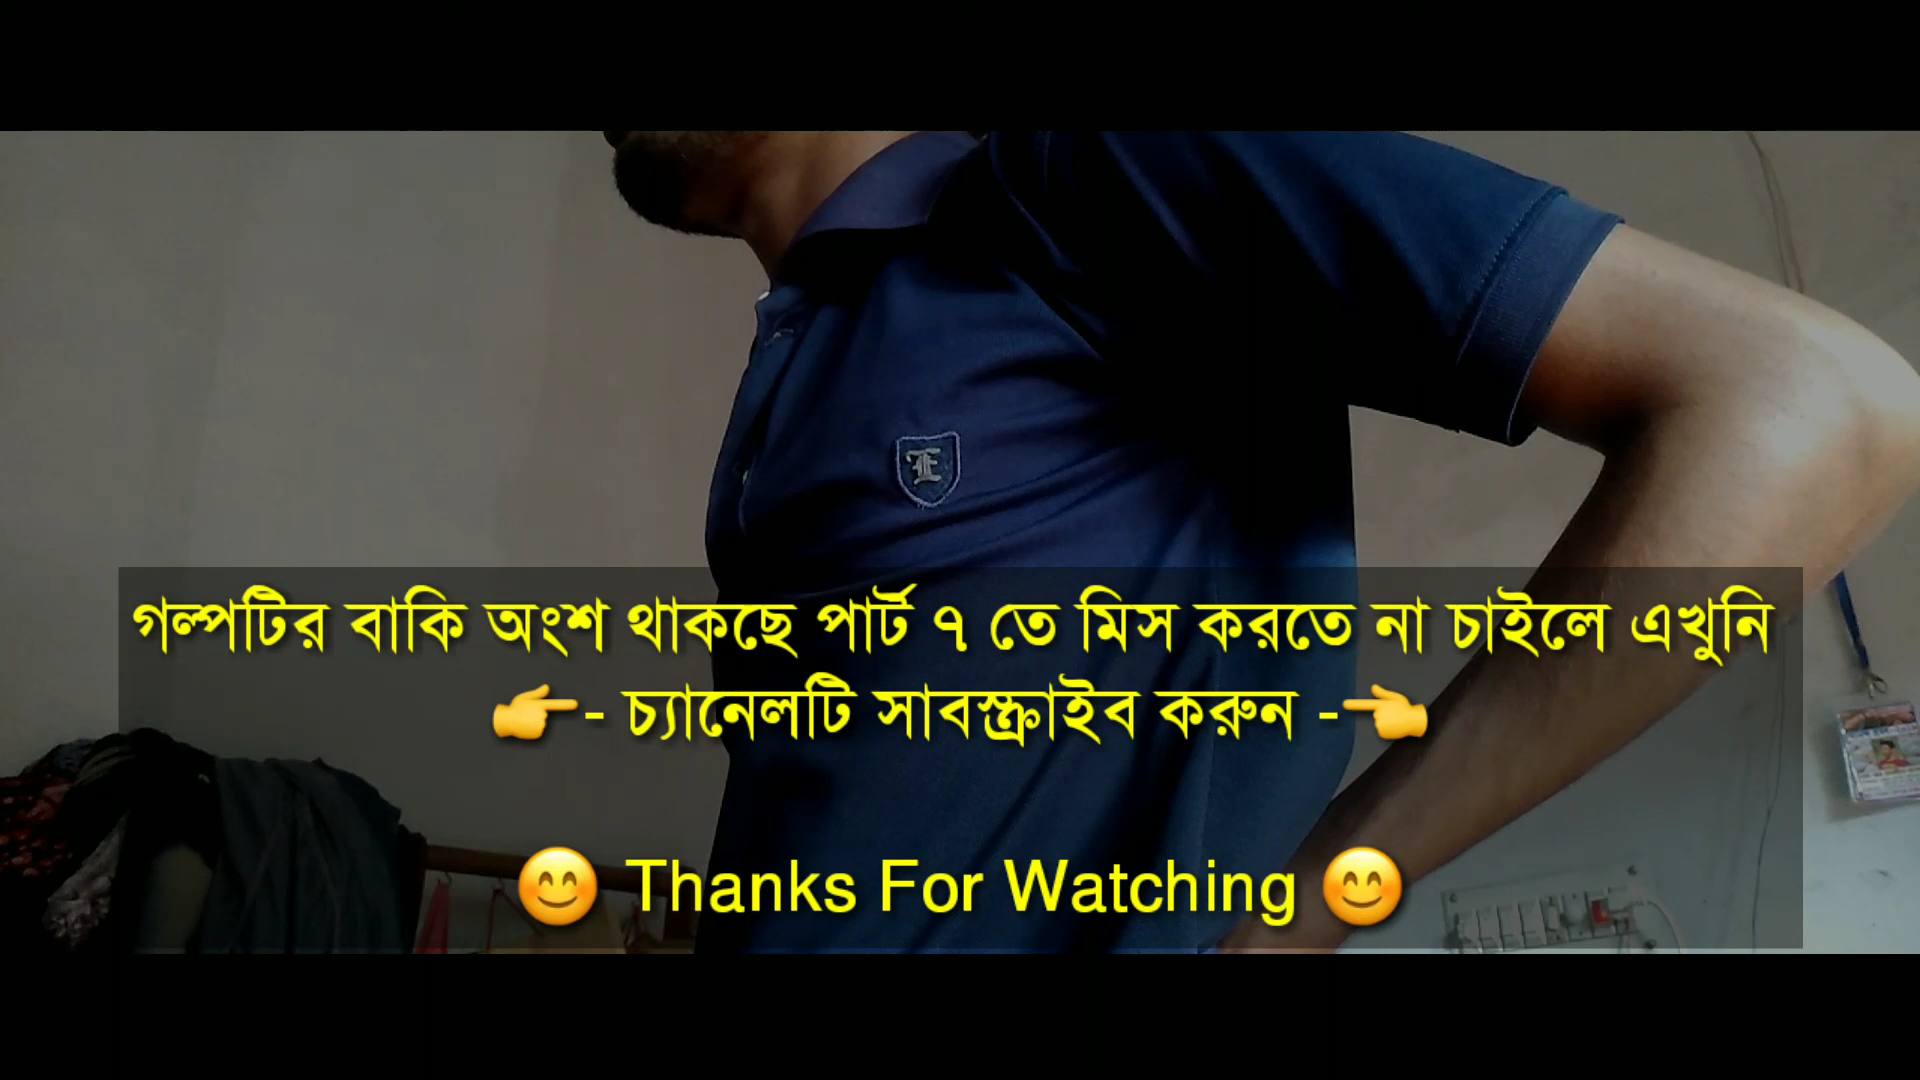 গল্পটির বাকি অংশ থাকছে পার্ট ৭ তে মিস করতে না চাইলে এখুনি
👉- চ্যানেলটি সাবস্ক্রাইব করুন -👈
😊 Thanks For Watching 😊
E